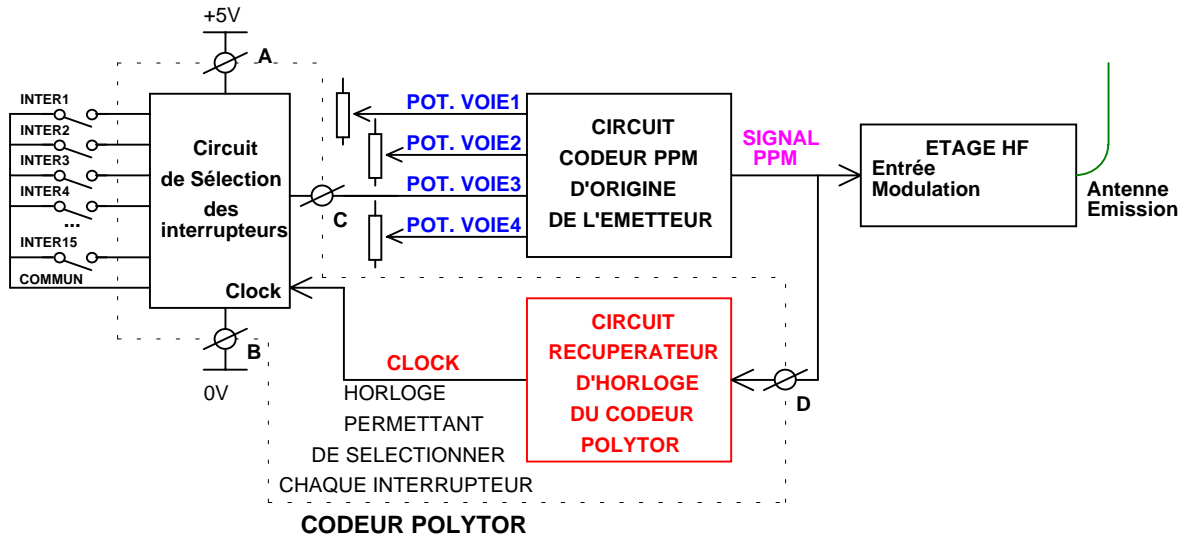 +5V
A
INTER1
INTER2
INTER3
INTER4
...
INTER15
COMMUN
Circuit
de Sélection
des
interrupteurs
Clock
B
0V
C
POT. VOIE1
POT. VOIE2
POT. VOIE3
POT. VOIE4
CIRCUIT
CODEUR PPM
D'ORIGINE
DE L'EMETTEUR
SIGNAL
PPM
ETAGE HF
Entrée
Modulation
Antenne
Emission
CLOCK
HORLOGE
PERMETTANT
DE SELECTIONNER
CHAQUE INTERRUPTEUR
CIRCUIT
RECUPERATEUR
D'HORLOGE
DU CODEUR
POLYTOR
D
CODEUR POLYTOR